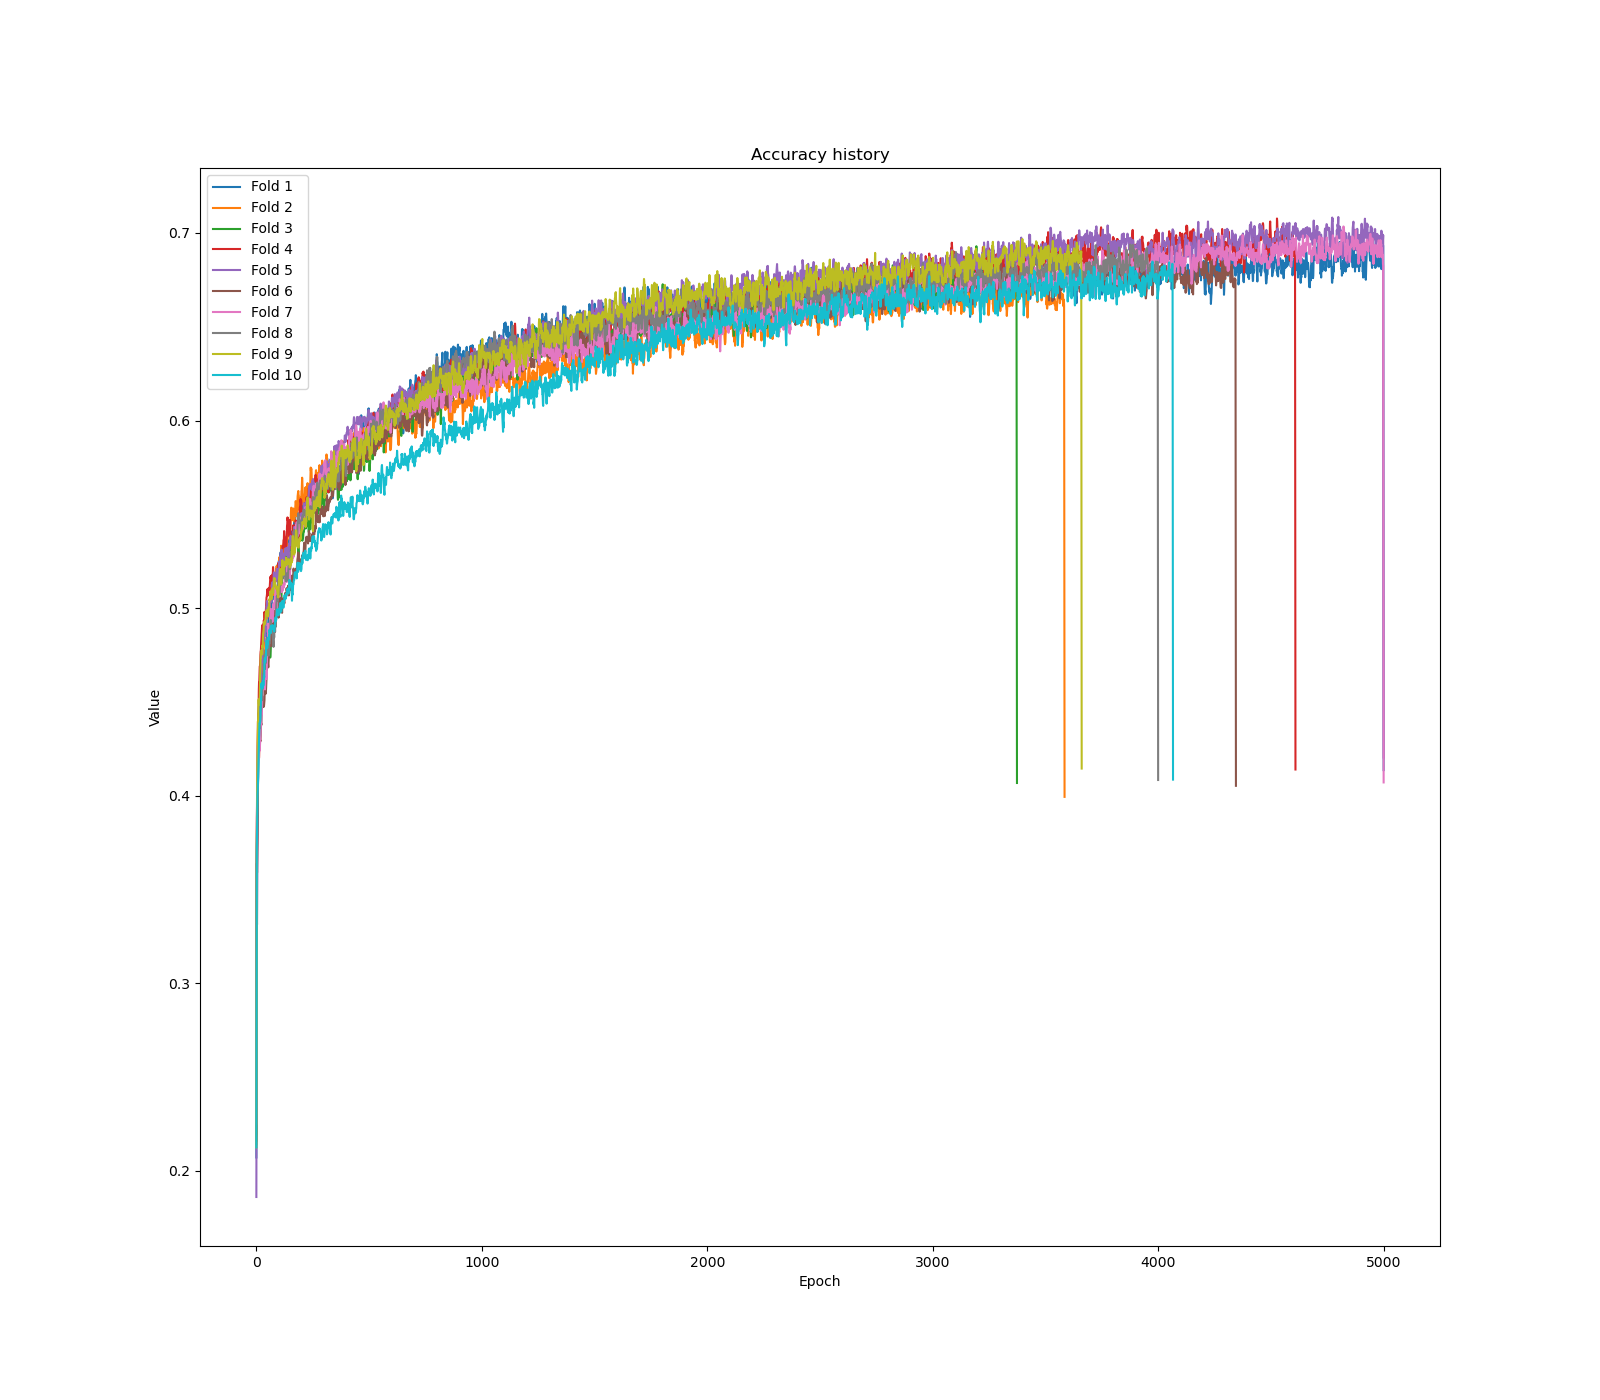 Accuracy history
Fold 1
Fold 2
Fold 3
Fold 4
Fold 5
Fold 6
Fold 7
Fold 8
Fold 9
Fold 10
0.7
0.6
0.5
0.4
0.3
0.2
Value
0
1000
2000
3000
4000
5000
Epoch